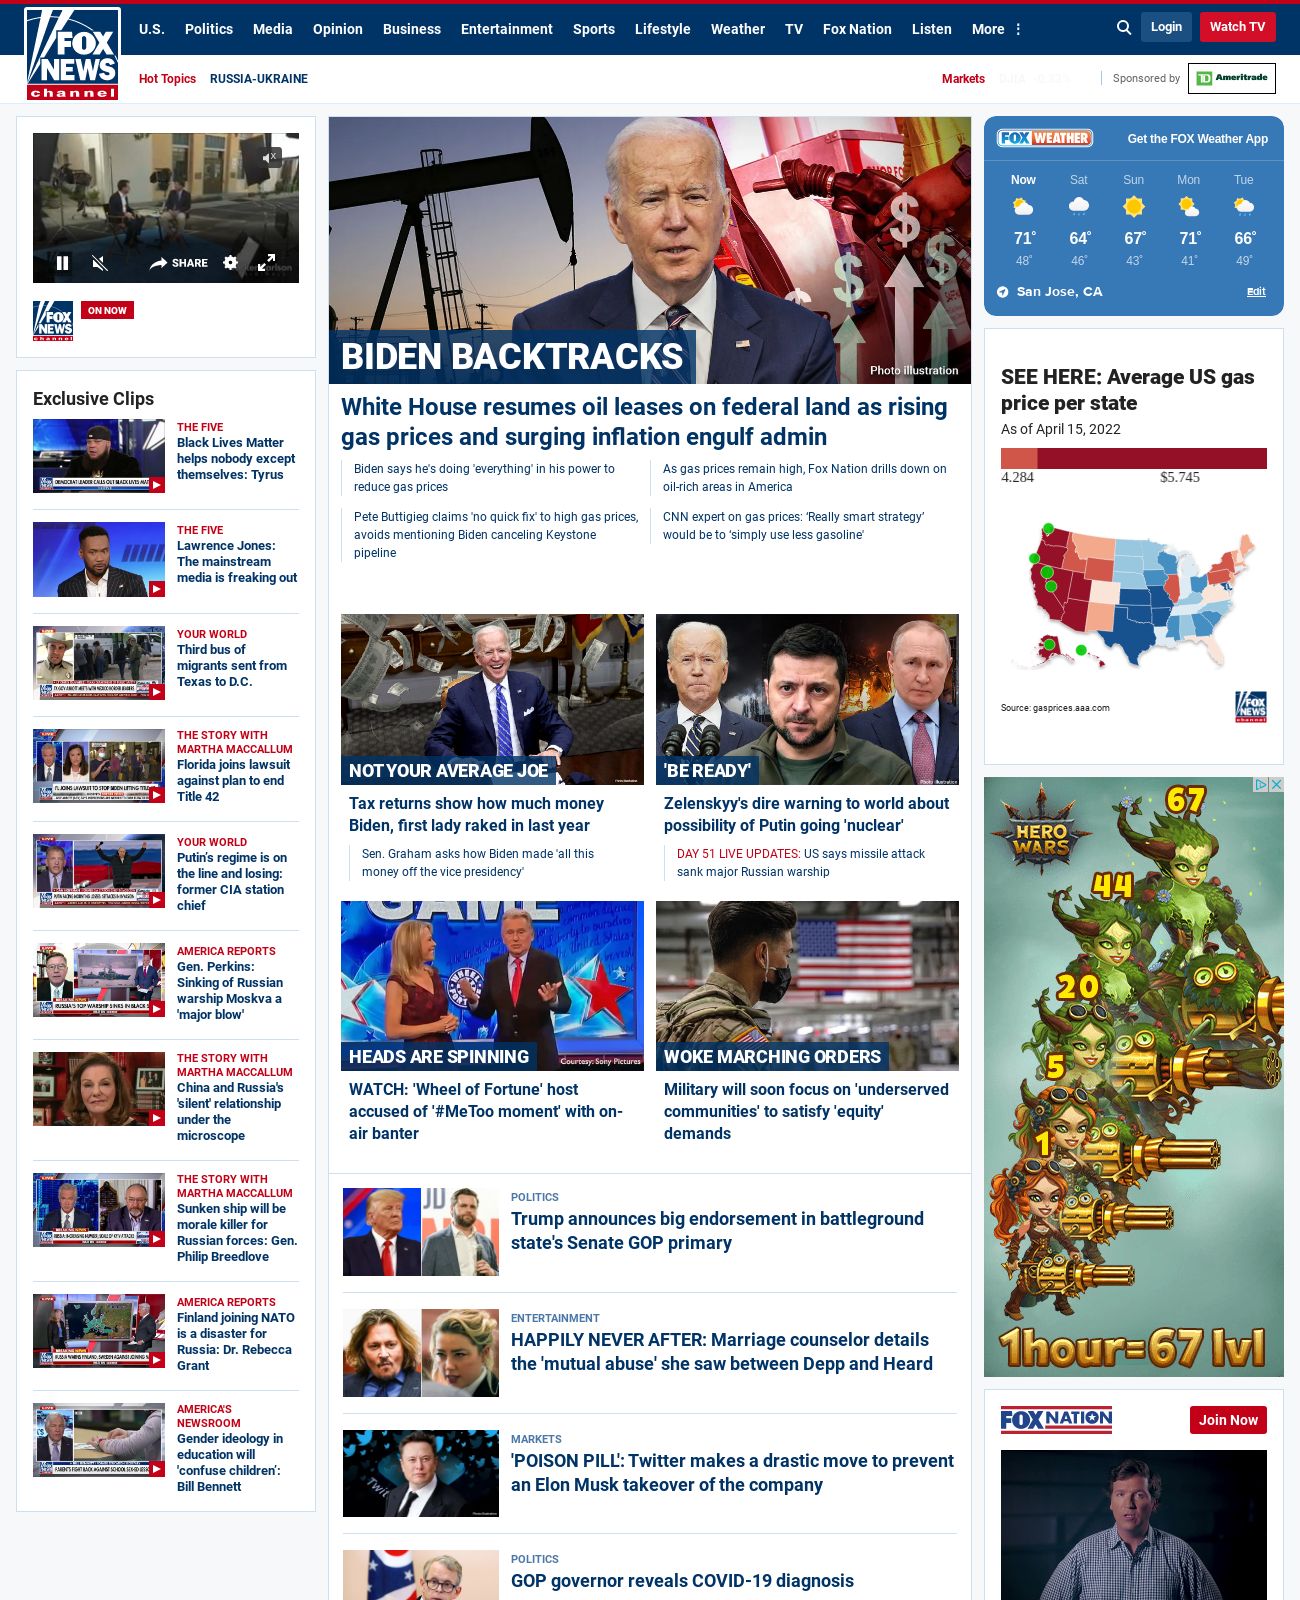 FOX
NEWS
channel
U.S. Politics Media Opinion Business Entertainment Sports Lifestyle Weather TV Fox Nation Listen More
Login
Watch TV
Hot Topics RUSSIA-UKRAINE
Markets
Sponsored by
TD Ameritrade
SHARE
FOX
NEWS
channel
ON NOW
Exclusive Clips
THE FIVE
Black Lives Matter
helps nobody except
themselves: Tyrus
THE FIVE
Lawrence Jones:
The mainstream
media is freaking out
YOUR WORLD
Third bus of
migrants sent from
Texas to D.C.
THE STORY WITH
MARTHA MACCALLUM
Florida joins lawsuit
against plan to end
Title 42
YOUR WORLD
Putin’s regime is on
the line and losing:
former CIA station
chief
AMERICA REPORTS
Gen. Perkins:
Sinking of Russian
warship Moskva a
'major blow'
THE STORY WITH
MARTHA MACCALLUM
China and Russia's
'silent' relationship
under the
microscope
THE STORY WITH
MARTHA MACCALLUM
Sunken ship will be
morale killer for
Russian forces: Gen.
Philip Breedlove
AMERICA REPORTS
Finland joining NATO
is a disaster for
Russia: Dr. Rebecca
Grant
AMERICA'S
NEWSROOM
Gender ideology in
education will
'confuse children':
Bill Bennett
BIDEN BACKTRACKS
Photo illustration
White House resumes oil leases on federal land as rising
gas prices and surging inflation engulf admin
Biden says he's doing 'everything' in his power to
reduce gas prices
As gas prices remain high, Fox Nation drills down on
oil-rich areas in America
Pete Buttigieg claims 'no quick fix' to high gas prices,
avoids mentioning Biden canceling Keystone
pipeline
CNN expert on gas prices: ‘Really smart strategy’
would be to ‘simply use less gasoline’
NOT YOUR AVERAGE JOE
Tax returns show how much money
Biden, first lady raked in last year
Sen. Graham asks how Biden made 'all this
money off the vice presidency'
'BE READY'
Photo illustration
Zelenskyy's dire warning to world about
possibility of Putin going 'nuclear'
DAY 51 LIVE UPDATES: US says missile attack
sank major Russian warship
GAME
HEADS ARE SPINNING
Courtesy: Sony Pictures
WATCH: 'Wheel of Fortune' host
accused of '#MeToo moment' with on-
air banter
WOKE MARCHING ORDERS
Military will soon focus on 'underserved
communities' to satisfy 'equity'
demands
POLITICS
Trump announces big endorsement in battleground
state's Senate GOP primary
ENTERTAINMENT
HAPPILY NEVER AFTER: Marriage counselor details
the 'mutual abuse' she saw between Depp and Heard
MARKETS
'POISON PILL': Twitter makes a drastic move to prevent
an Elon Musk takeover of the company
POLITICS
GOP governor reveals COVID-19 diagnosis
FOX WEATHER
Get the FOX Weather App
Now Sat Sun Mon Tue
71° 64° 67° 71° 66°
48° 46° 43° 41° 49°
San Jose, CA
Edit
SEE HERE: Average US gas
price per state
As of April 15, 2022
4.284 $5.745
Source: gasprices.aaa.com
FOX
NEWS
channel
HERO
WARS
67
44
20
5
1
1hour=67 lvl
FOX NATION
Join Now